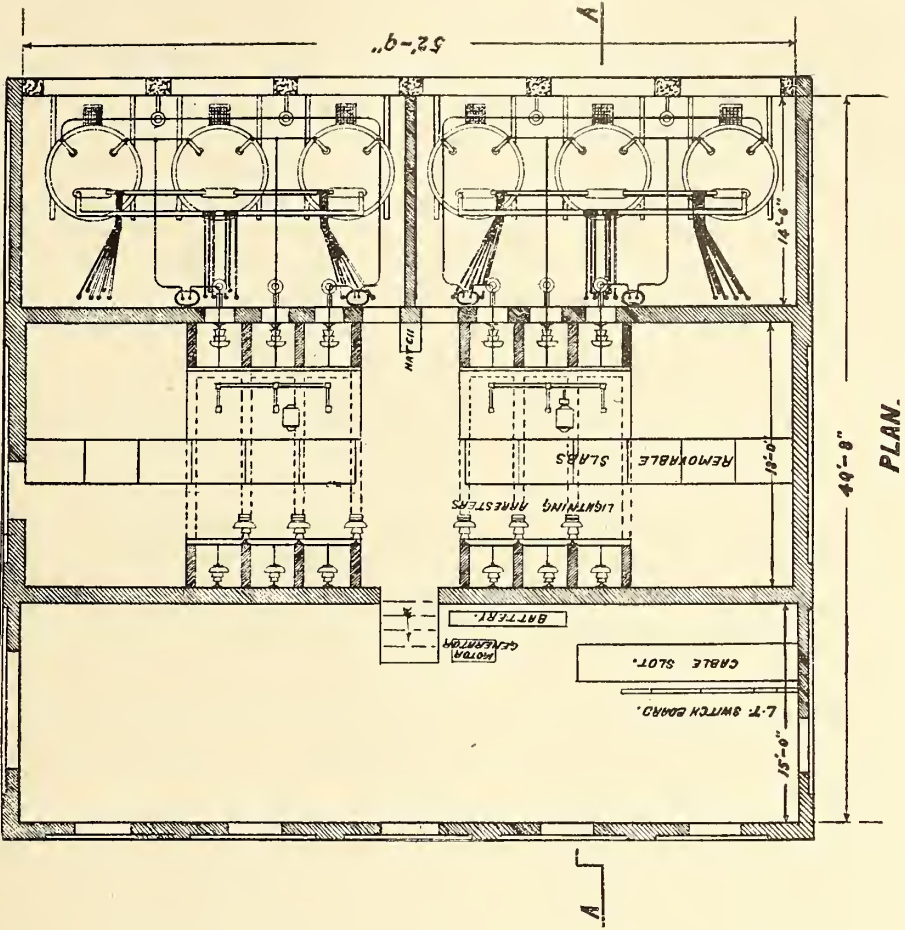 52'-9"
A
14'-6"
HATCH
REMOVABLE SLABS
18'-0"
LIGHTNING ARRESTERS
BATTERY.
MOTOR
GENERATOR
CABLE SLOT.
L.T. SWITCH BOARD.
15'-0"
49'-8"
PLAN.
A